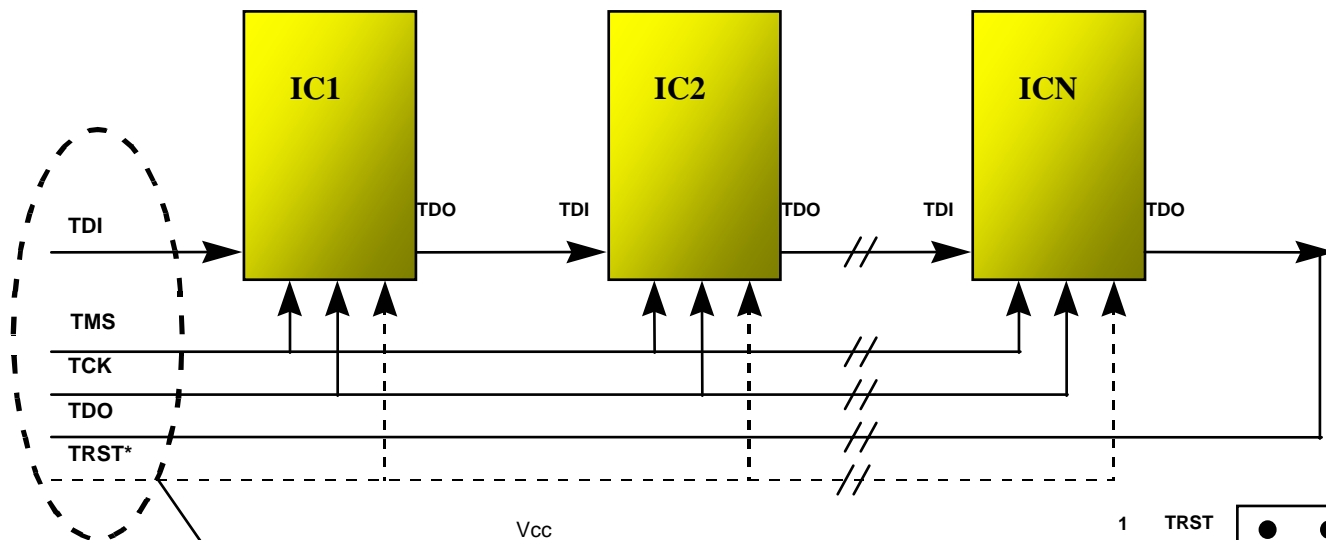 IC1 IC2 ICN
TDO TDI TDO TDI TDO
TDI
TMS
TCK
TDO
TRST*
Vcc
1 TRST